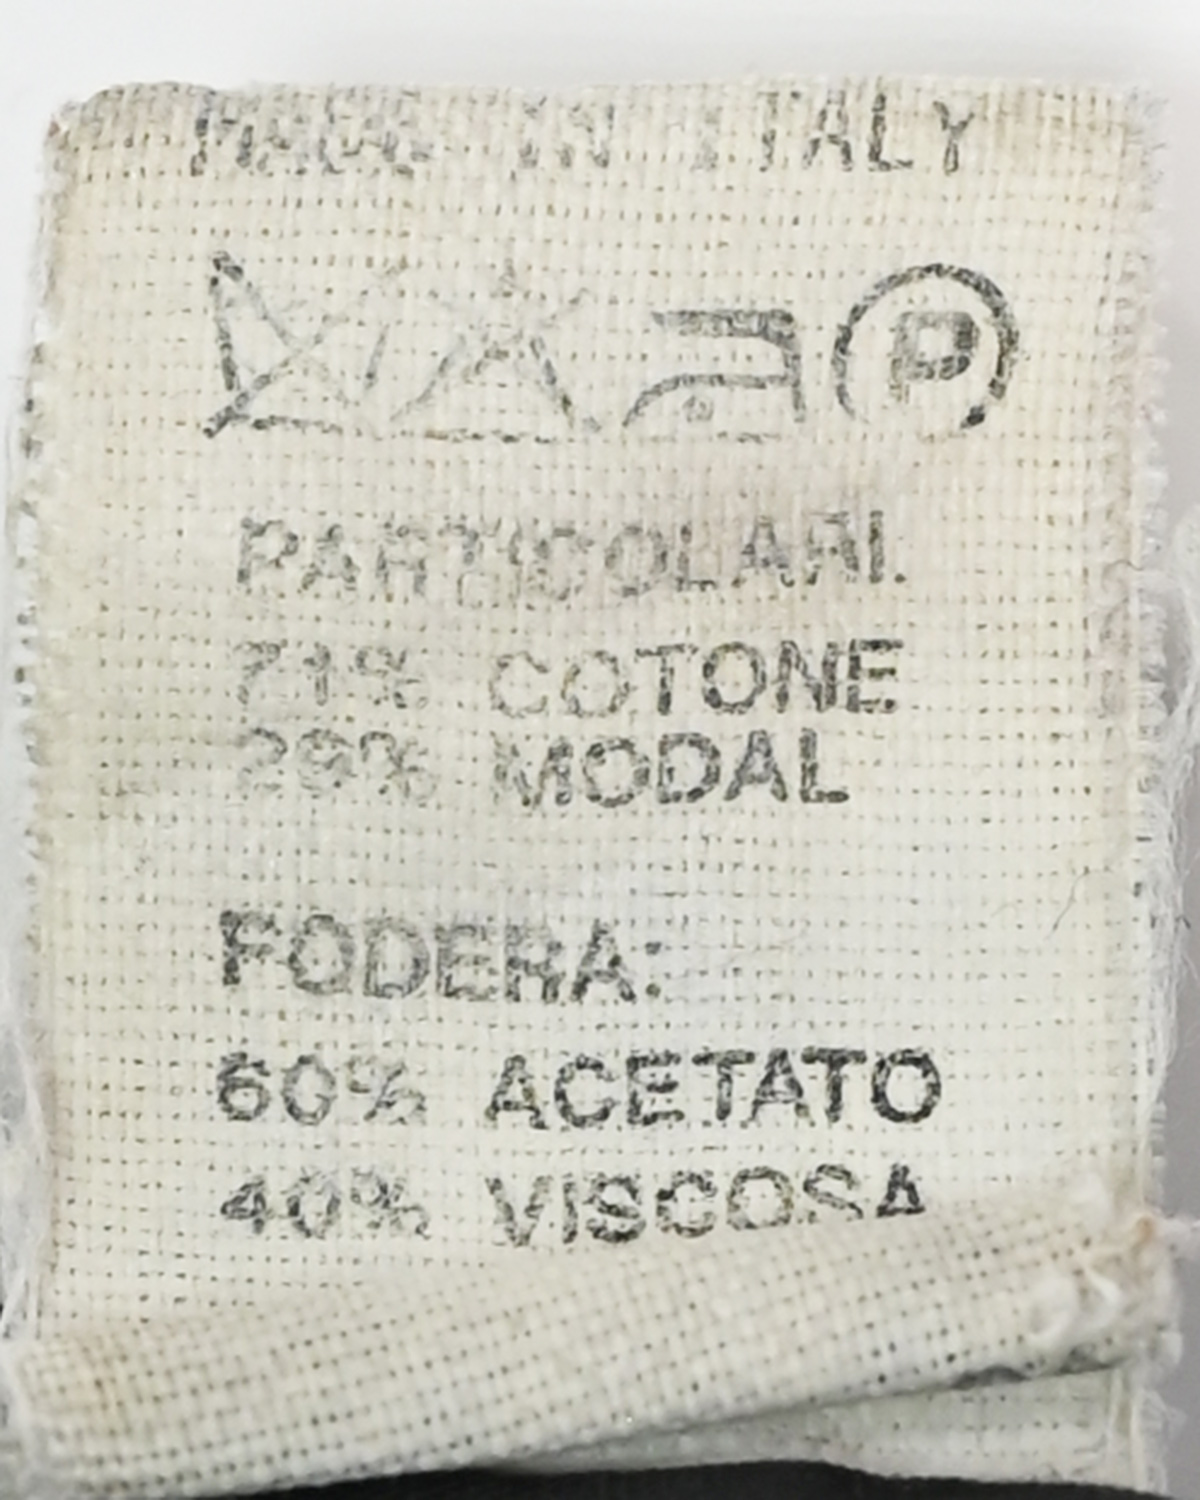 MADE IN ITALY
P
PARTICOLARI.
71% COTONE
29% MODAL
FODERA:
60% ACETATO
40% VISCOSA